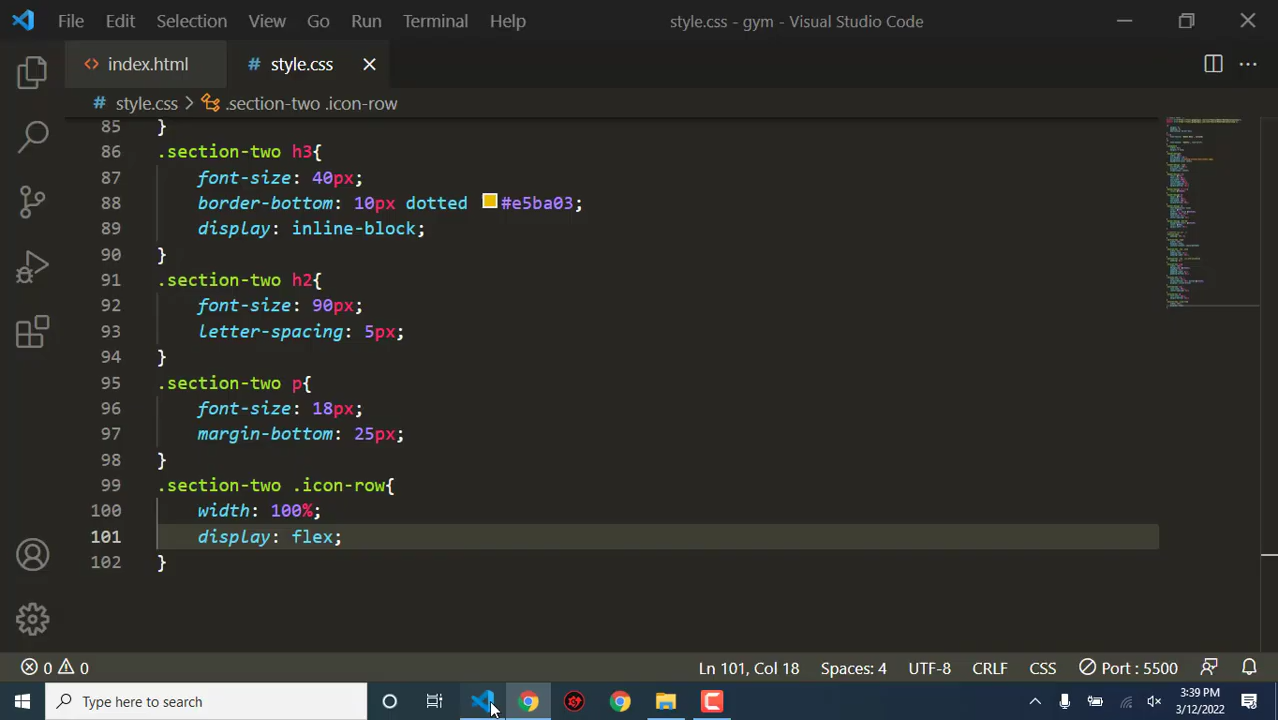 File Edit Selection View Go Run Terminal Help style.css - gym - Visual Studio Code
<> index.html # style.css
# style.css > .section-two .icon-row
85 }
86 .section-two h3{
87 font-size: 40px;
88 border-bottom: 10px dotted #e5ba03;
89 display: inline-block;
90 }
91 .section-two h2{
92 font-size: 90px;
93 letter-spacing: 5px;
94 }
95 .section-two p{
96 font-size: 18px;
97 margin-bottom: 25px;
98 }
99 .section-two .icon-row{
100 width: 100%;
101 display: flex;
102 }
0 0 Ln 101, Col 18 Spaces: 4 UTF-8 CRLF CSS Port : 5500
Type here to search 3:39 PM
3/12/2022